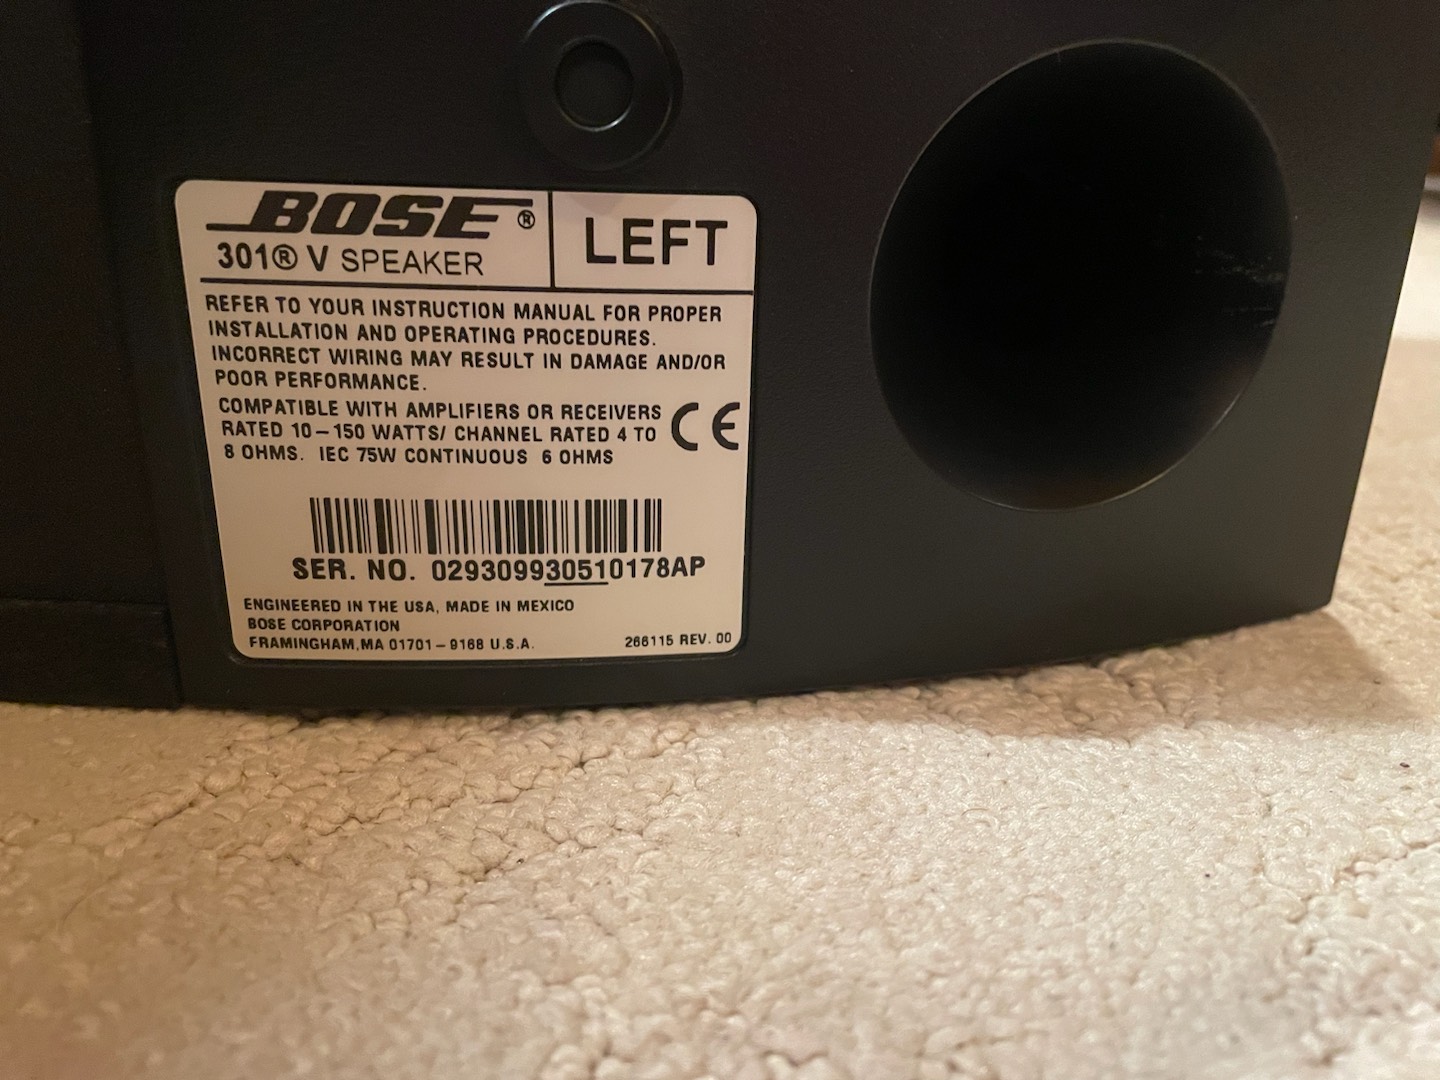 BOSE®
301® V SPEAKER
LEFT
REFER TO YOUR INSTRUCTION MANUAL FOR PROPER
INSTALLATION AND OPERATING PROCEDURES.
INCORRECT WIRING MAY RESULT IN DAMAGE AND/OR
POOR PERFORMANCE.
COMPATIBLE WITH AMPLIFIERS OR RECEIVERS
RATED 10–150 WATTS/ CHANNEL RATED 4 TO
8 OHMS. IEC 75W CONTINUOUS 6 OHMS
CE
SER. NO. 029309930510178AP
ENGINEERED IN THE USA, MADE IN MEXICO
BOSE CORPORATION
FRAMINGHAM,MA 01701–9168 U.S.A.
266115 REV. 00